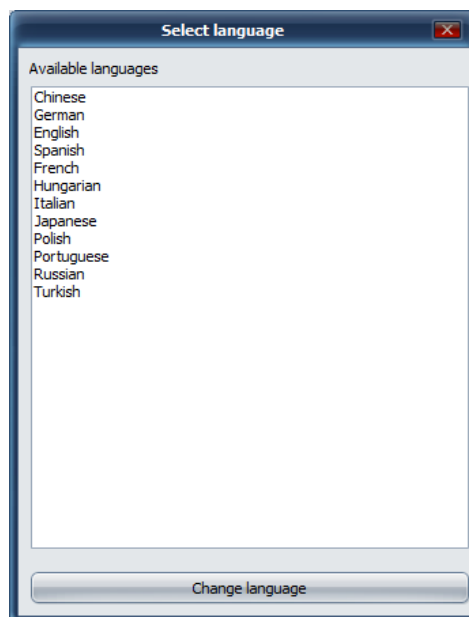 Select language
Available languages
Chinese
German
English
Spanish
French
Hungarian
Italian
Japanese
Polish
Portuguese
Russian
Turkish
Change language